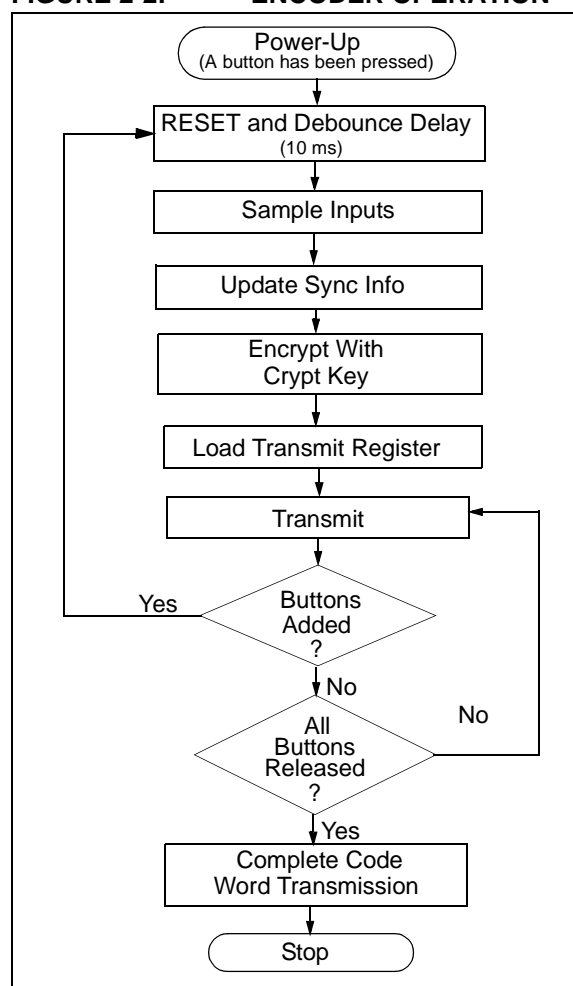 FIGURE 2-2: ENCODER OPERATION
Power-Up
(A button has been pressed)
RESET and Debounce Delay
(10 ms)
Sample Inputs
Update Sync Info
Encrypt With
Crypt Key
Load Transmit Register
Transmit
Yes
Buttons
Added
?
No
No
All
Buttons
Released
?
Yes
Complete Code
Word Transmission
Stop